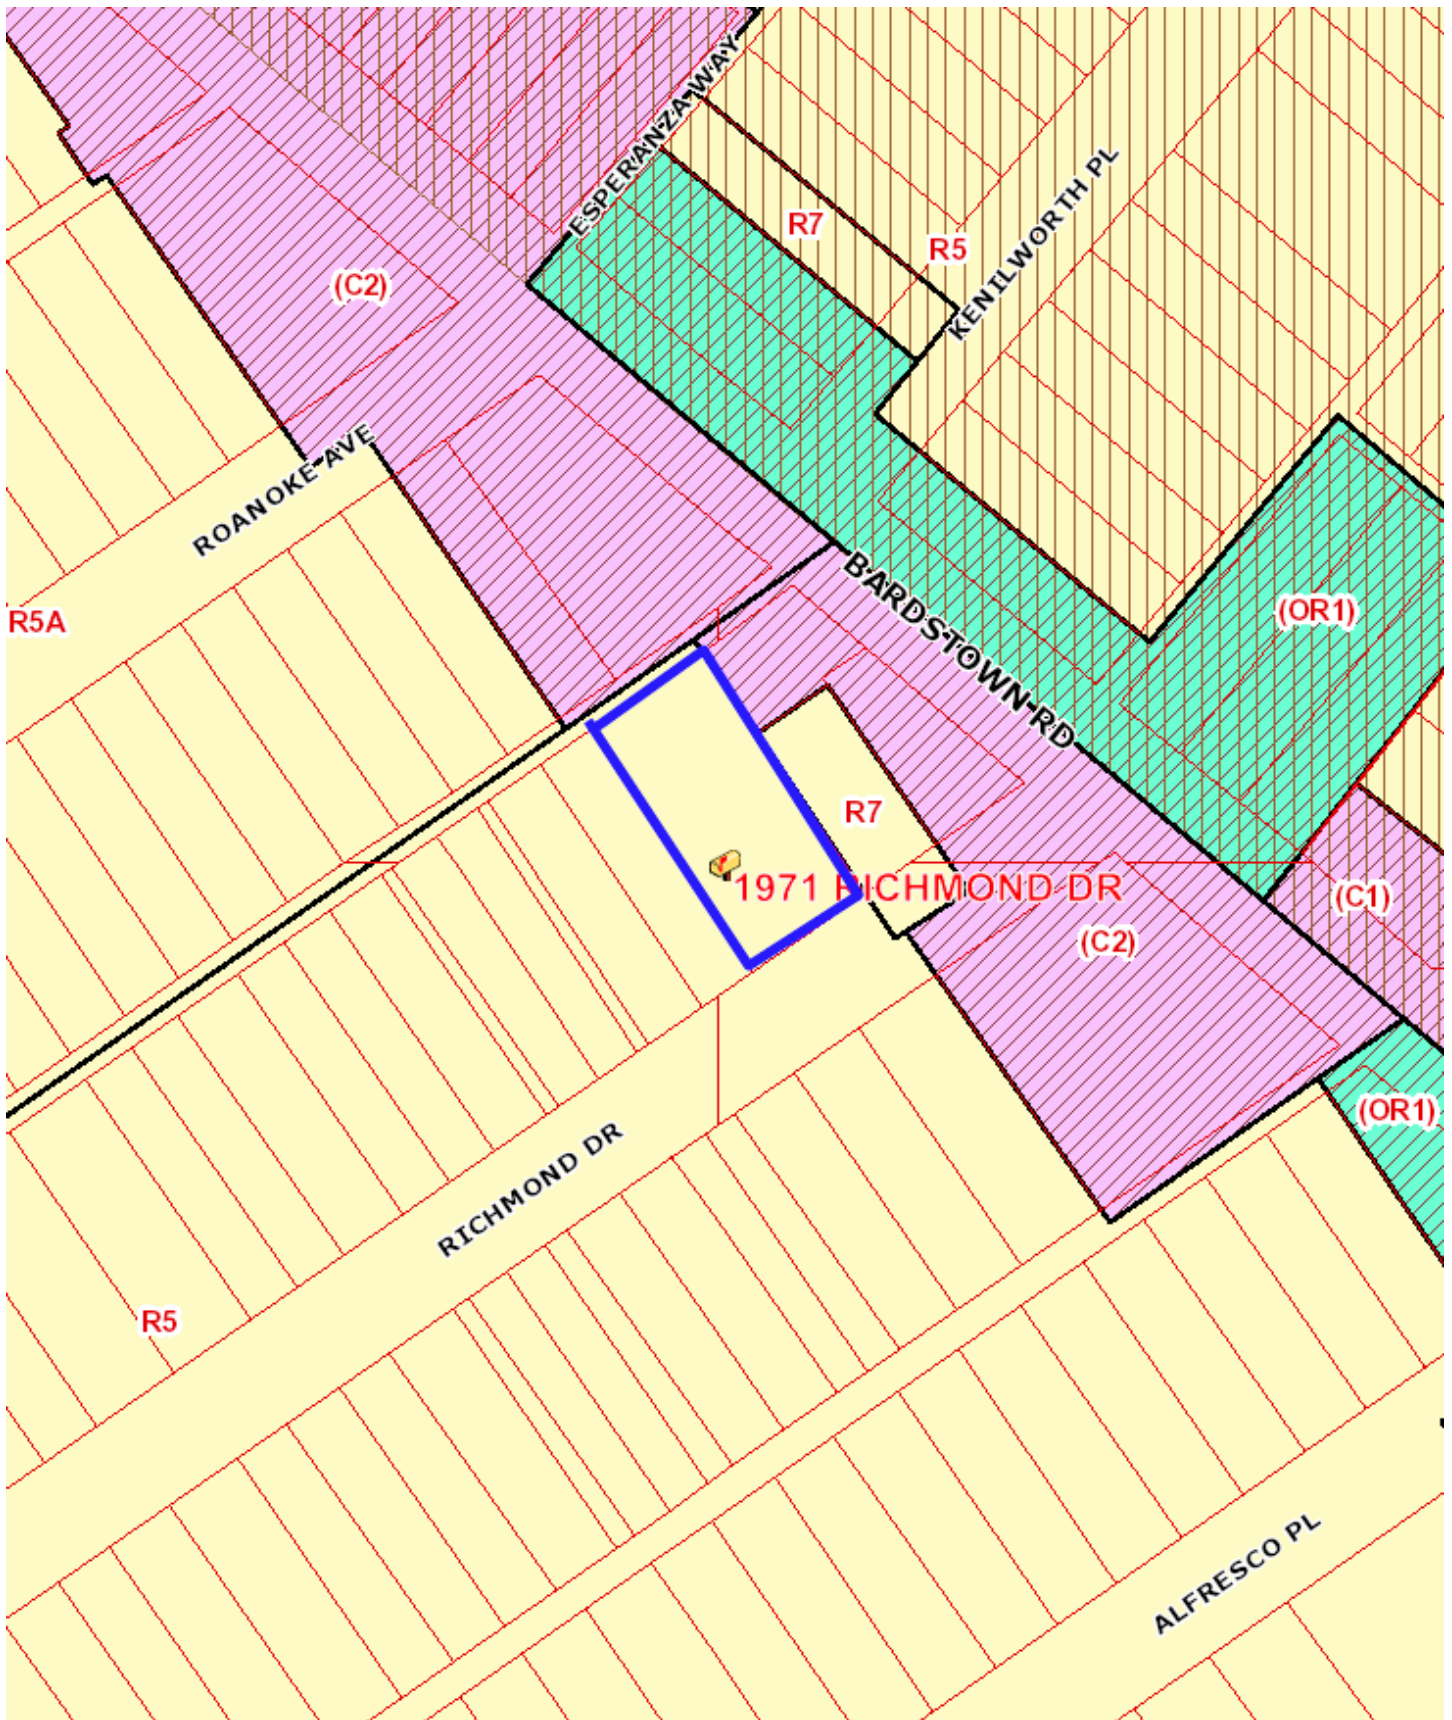 ESPERANZA WAY
KENILWORTH PL
R7
R5
(C2)
ROANOKE AVE
BARDSTOWN RD
(OR1)
R5A
R7
1971 RICHMOND DR
(C1)
(C2)
(OR1)
RICHMOND DR
R5
ALFRESCO PL